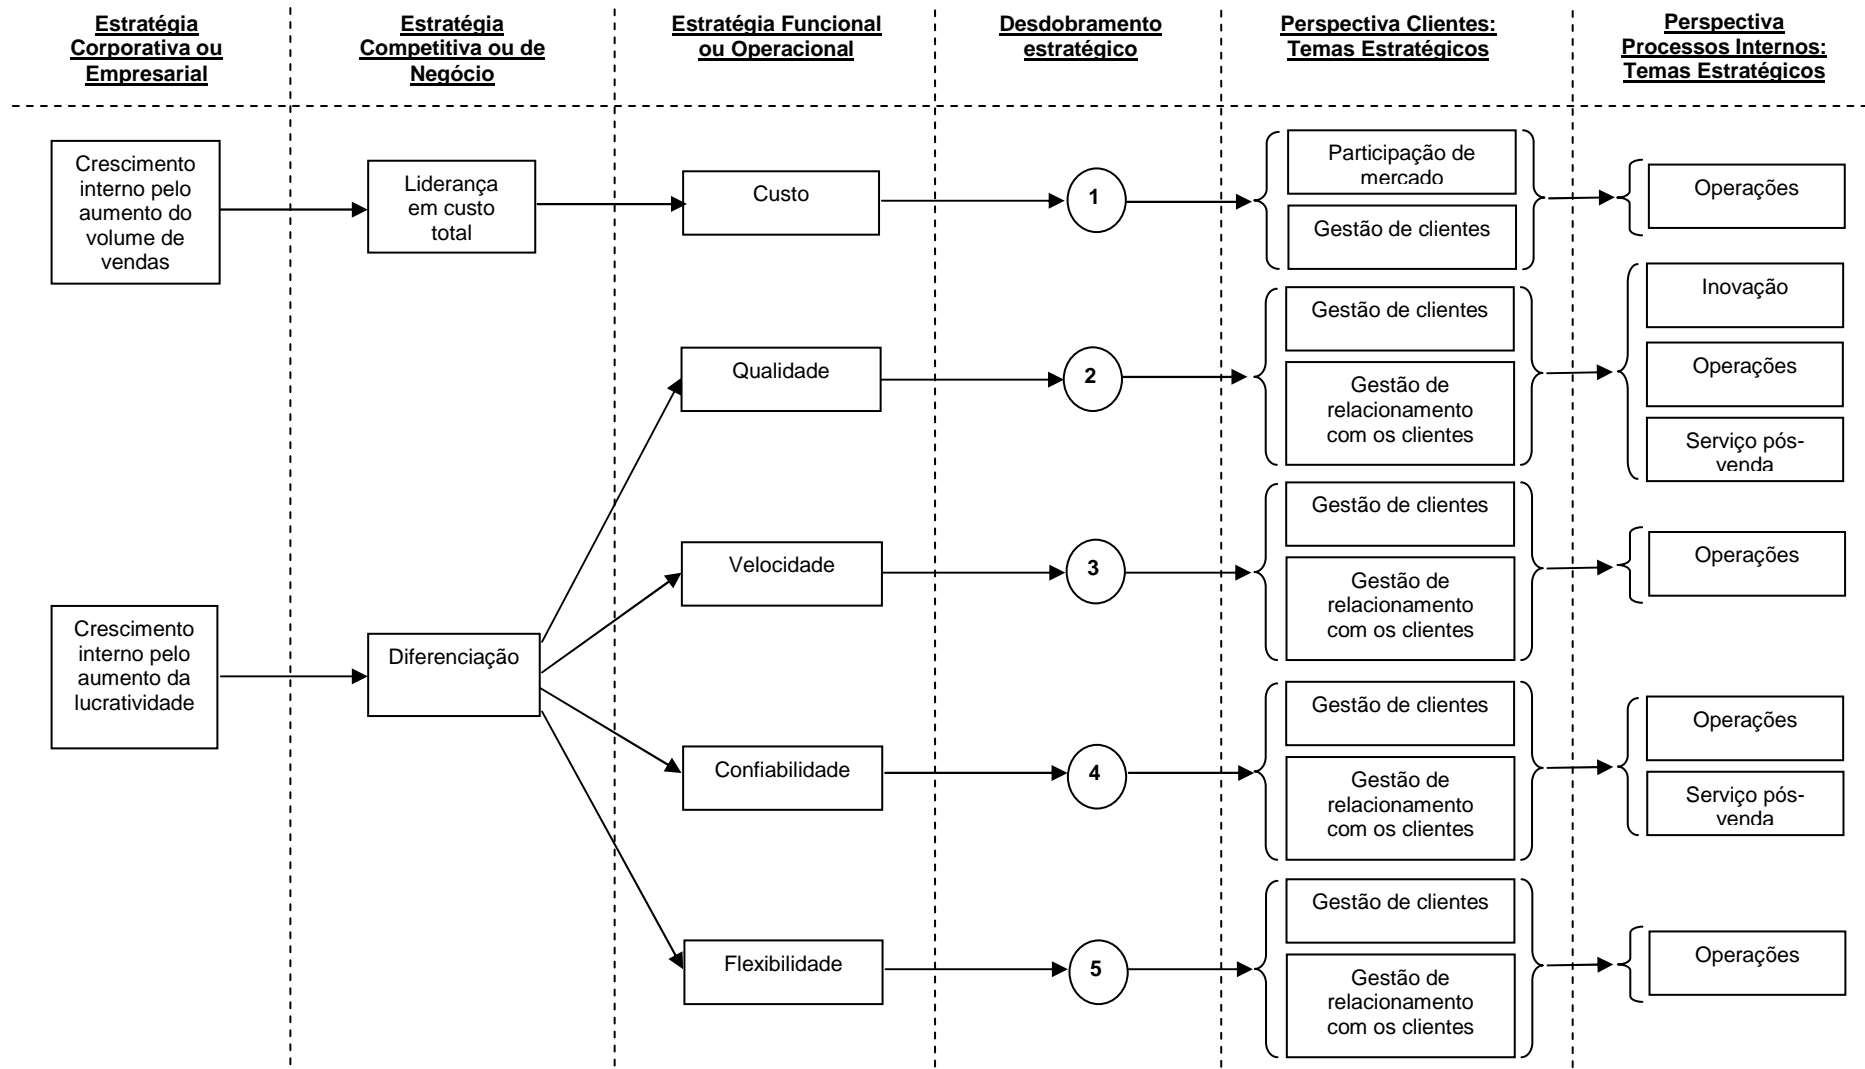 Estratégia
Corporativa ou
Empresarial
Estratégia
Competitiva ou de
Negócio
Estratégia Funcional
ou Operacional
Desdobramento
estratégico
Perspectiva Clientes:
Temas Estratégicos
Perspectiva
Processos Internos:
Temas Estratégicos
Crescimento
interno pelo
aumento do
volume de
vendas
Liderança
em custo
total
Custo
1
Participação de
mercado
Gestão de clientes
Operações
Qualidade
2
Gestão de clientes
Gestão de
relacionamento
com os clientes
Inovação
Operações
Serviço pós-
venda
Velocidade
3
Gestão de clientes
Gestão de
relacionamento
com os clientes
Operações
Crescimento
interno pelo
aumento da
lucratividade
Diferenciação
Confiabilidade
4
Gestão de clientes
Gestão de
relacionamento
com os clientes
Operações
Serviço pós-
venda
Flexibilidade
5
Gestão de clientes
Gestão de
relacionamento
com os clientes
Operações